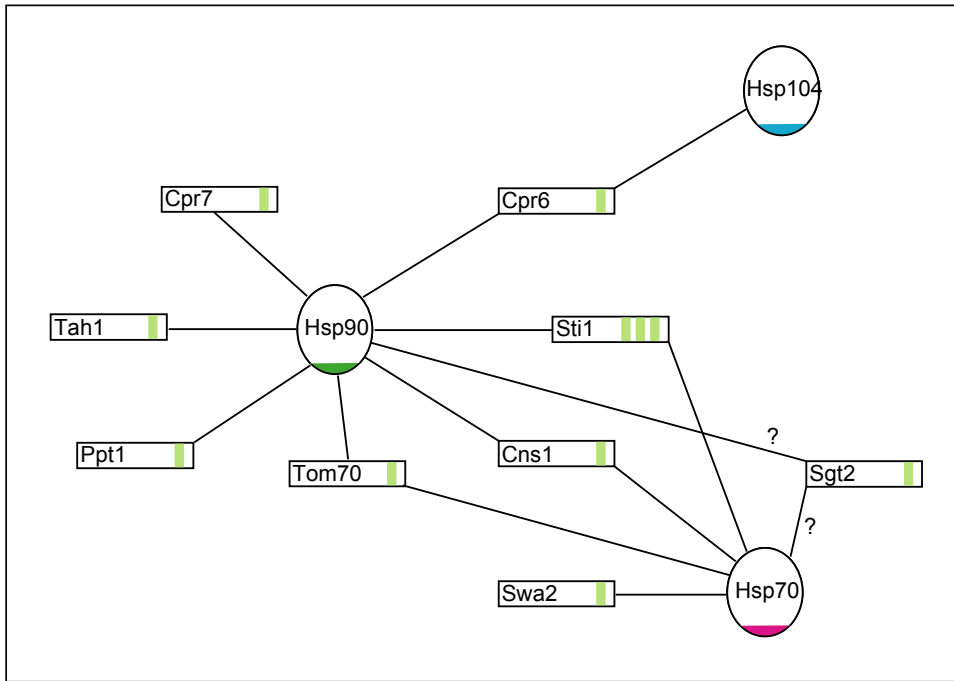 Hsp104
Cpr7
Cpr6
Tah1
Hsp90
Sti1
?
Ppt1
Cns1
Tom70
Sgt2
?
Swa2
Hsp70